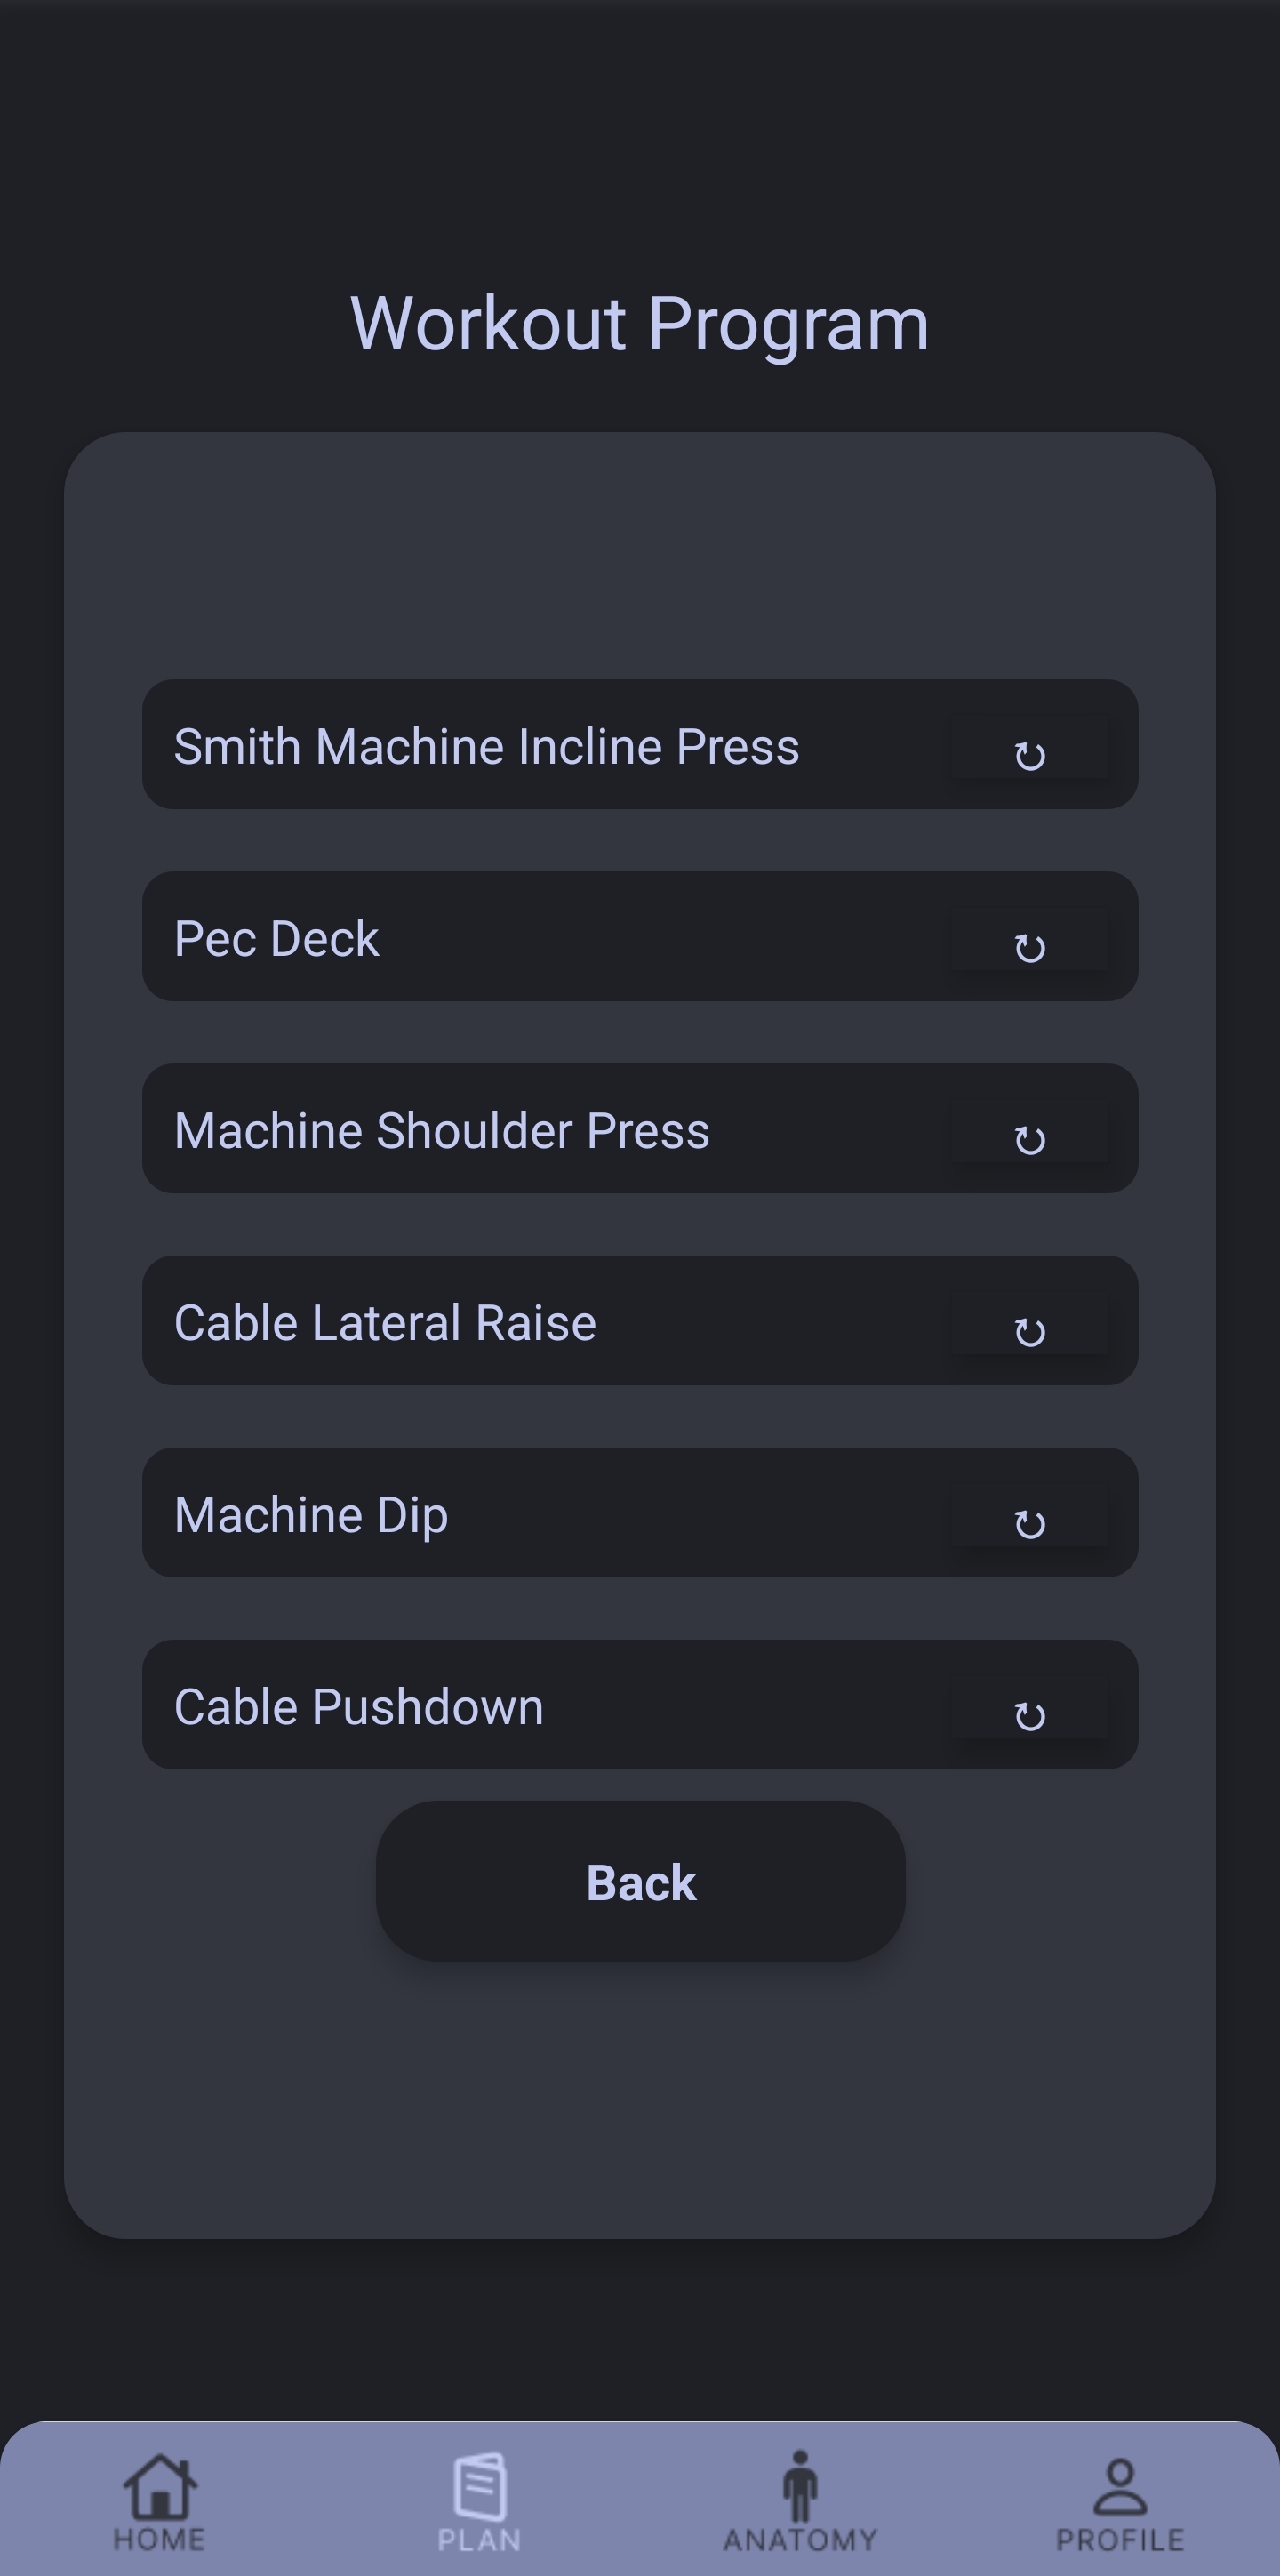 Workout Program
Smith Machine Incline Press ↻
Pec Deck ↻
Machine Shoulder Press ↻
Cable Lateral Raise ↻
Machine Dip ↻
Cable Pushdown ↻
Back
HOME PLAN ANATOMY PROFILE